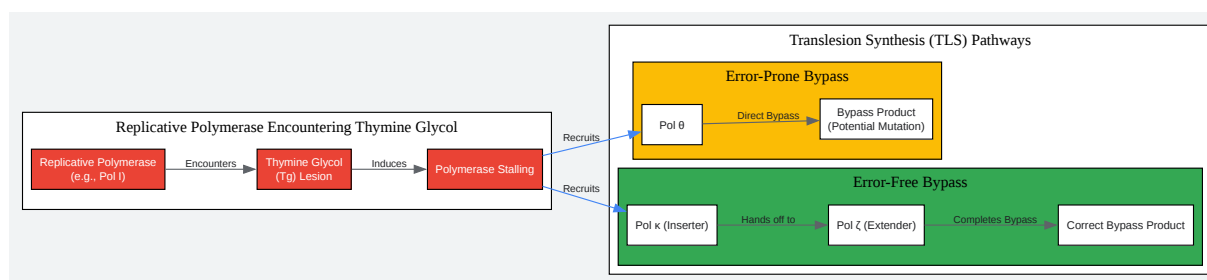 Translesion Synthesis (TLS) Pathways
Error-Prone Bypass
Pol θ
Direct Bypass
Bypass Product
(Potential Mutation)
Replicative Polymerase Encountering Thymine Glycol
Replicative Polymerase
(e.g., Pol I)
Encounters
Thymine Glycol
(Tg) Lesion
Induces
Polymerase Stalling
Recruits
Recruits
Error-Free Bypass
Pol κ (Inserter)
Hands off to
Pol ζ (Extender)
Completes Bypass
Correct Bypass Product